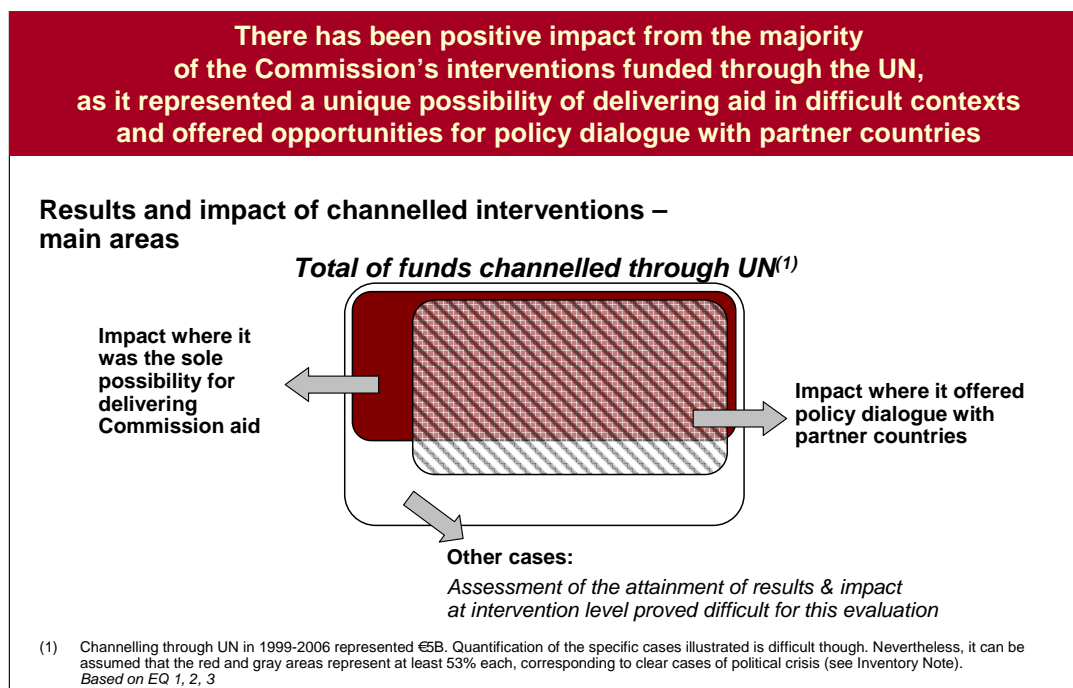 There has been positive impact from the majority
of the Commission's interventions funded through the UN,
as it represented a unique possibility of delivering aid in difficult contexts
and offered opportunities for policy dialogue with partner countries
Results and impact of channelled interventions –
main areas
Total of funds channelled through UN(1)
Impact where it
was the sole
possibility for
delivering
Commission aid
Impact where it offered
policy dialogue with
partner countries
Other cases:
Assessment of the attainment of results & impact
at intervention level proved difficult for this evaluation
(1) Channelling through UN in 1999-2006 represented €5B. Quantification of the specific cases illustrated is difficult though. Nevertheless, it can be
assumed that the red and gray areas represent at least 53% each, corresponding to clear cases of political crisis (see Inventory Note).
Based on EQ 1, 2, 3